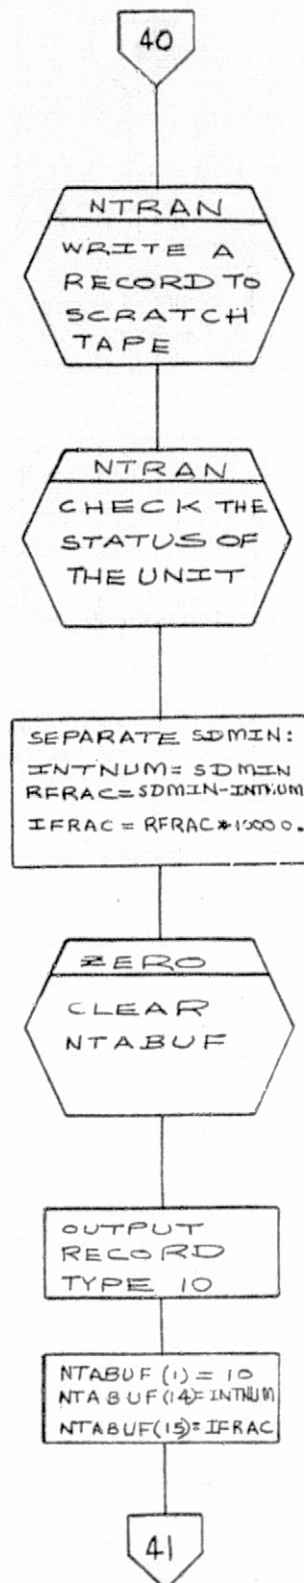 40
NTRAN
WRITE A
RECORD TO
SCRATCH
TAPE
NTRAN
CHECK THE
STATUS OF
THE UNIT
SEPARATE SDMIN:
INTNUM= SDMIN
RFRAC=SDMIN-INTNUM
IFRAC = RFRAC*10000.
ZERO
CLEAR
NTABUF
OUTPUT
RECORD
TYPE 10
NTABUF(1) = 10
NTABUF(14)=INTNUM
NTABUF(15)=IFRAC
41